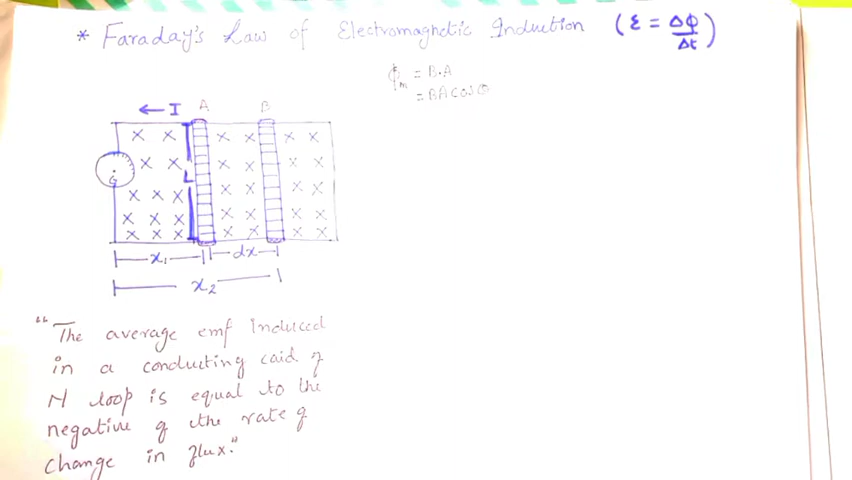 * Faraday's Law of Electromagnetic Induction (ε = Δφ/Δt)
φm = B.A
= BA cos θ
← I A B
G
L
x₁ dx
x₂
"The average emf induced
in a conducting coid of
N loop is equal to the
negative of the rate of
change in flux."